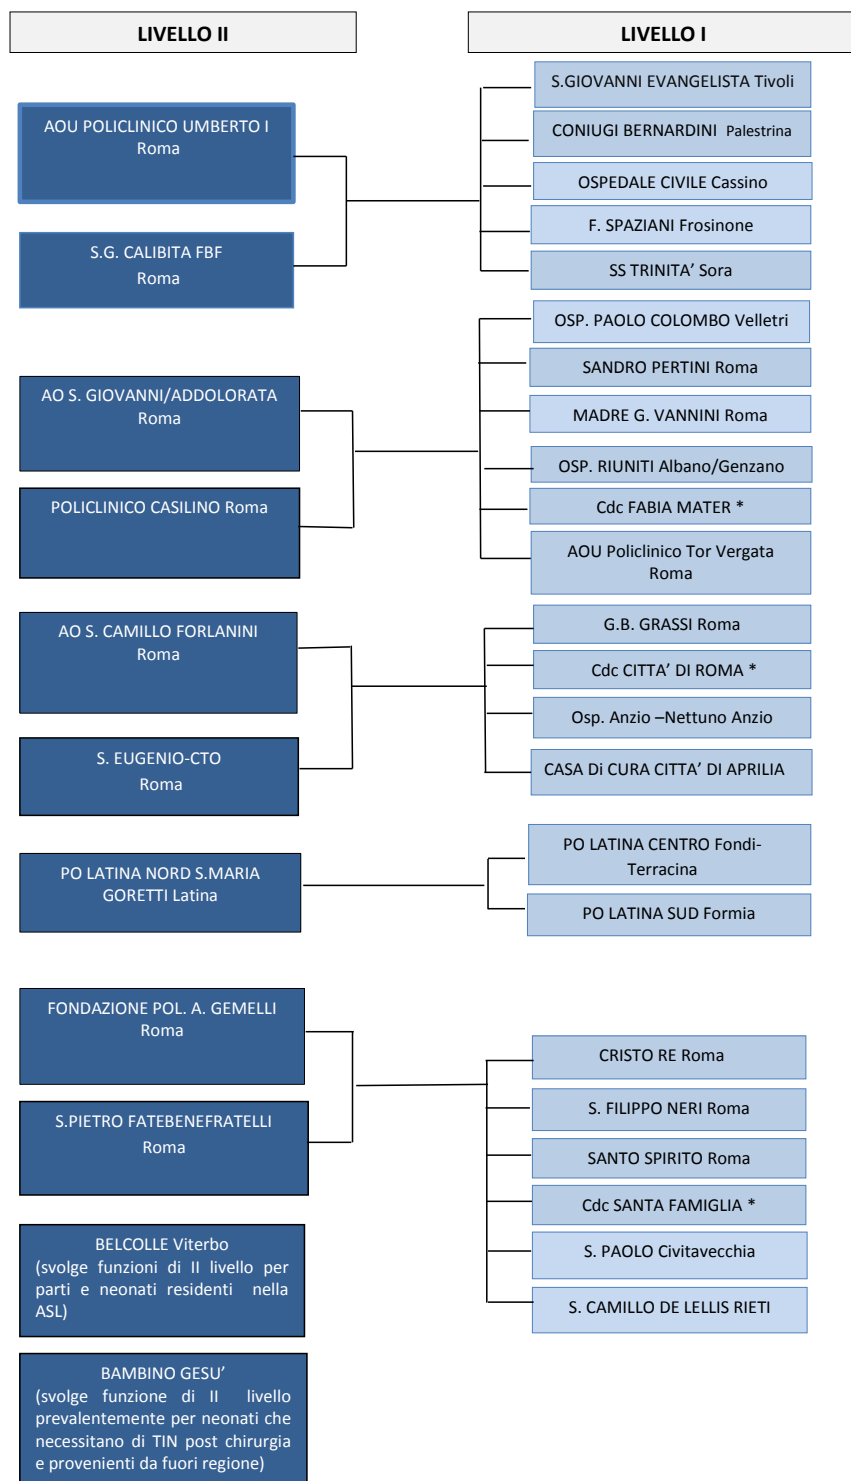 LIVELLO II
LIVELLO I
AOU POLICLINICO UMBERTO I
Roma
S.G. CALIBITA FBF
Roma
S.GIOVANNI EVANGELISTA Tivoli
CONIUGI BERNARDINI Palestrina
OSPEDALE CIVILE Cassino
F. SPAZIANI Frosinone
SS TRINITA’ Sora
AO S. GIOVANNI/ADDOLORATA
Roma
POLICLINICO CASILINO Roma
OSP. PAOLO COLOMBO Velletri
SANDRO PERTINI Roma
MADRE G. VANNINI Roma
OSP. RIUNITI Albano/Genzano
Cdc FABIA MATER *
AOU Policlinico Tor Vergata
Roma
AO S. CAMILLO FORLANINI
Roma
S. EUGENIO-CTO
Roma
G.B. GRASSI Roma
Cdc CITTA’ DI ROMA *
Osp. Anzio –Nettuno Anzio
CASA Di CURA CITTA’ DI APRILIA
PO LATINA NORD S.MARIA
GORETTI Latina
PO LATINA CENTRO Fondi-
Terracina
PO LATINA SUD Formia
FONDAZIONE POL. A. GEMELLI
Roma
S.PIETRO FATEBENEFRATELLI
Roma
CRISTO RE Roma
S. FILIPPO NERI Roma
SANTO SPIRITO Roma
Cdc SANTA FAMIGLIA *
S. PAOLO Civitavecchia
S. CAMILLO DE LELLIS RIETI
BELCOLLE Viterbo
(svolge funzioni di II livello per
parti e neonati residenti nella
ASL)
BAMBINO GESU’
(svolge funzione di II livello
prevalentemente per neonati che
necessitano di TIN post chirurgia
e provenienti da fuori regione)